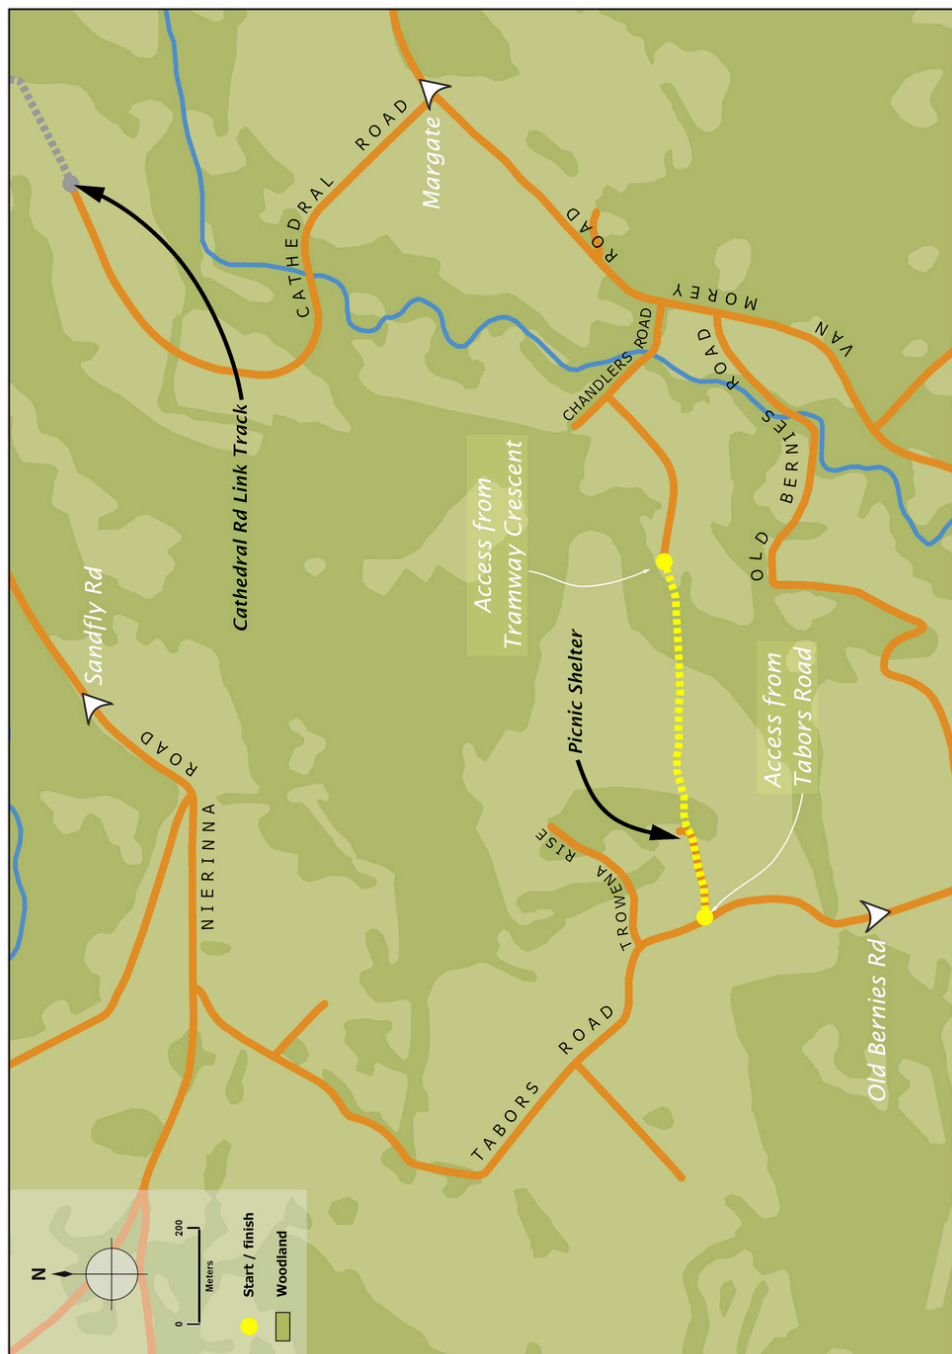 Cathedral Rd Link Track
CATHEDRAL ROAD
Margate
ROAD
VAN MOREY
CHANDLERS ROAD
OLD BERNIES ROAD
Access from
Tramway Crescent
Sandfly Rd
NIERINNA ROAD
Picnic Shelter
Access from
Tabors Road
TROWENA RISE
TABORS ROAD
Old Bernies Rd
N
0 200
Meters
Start / finish
Woodland